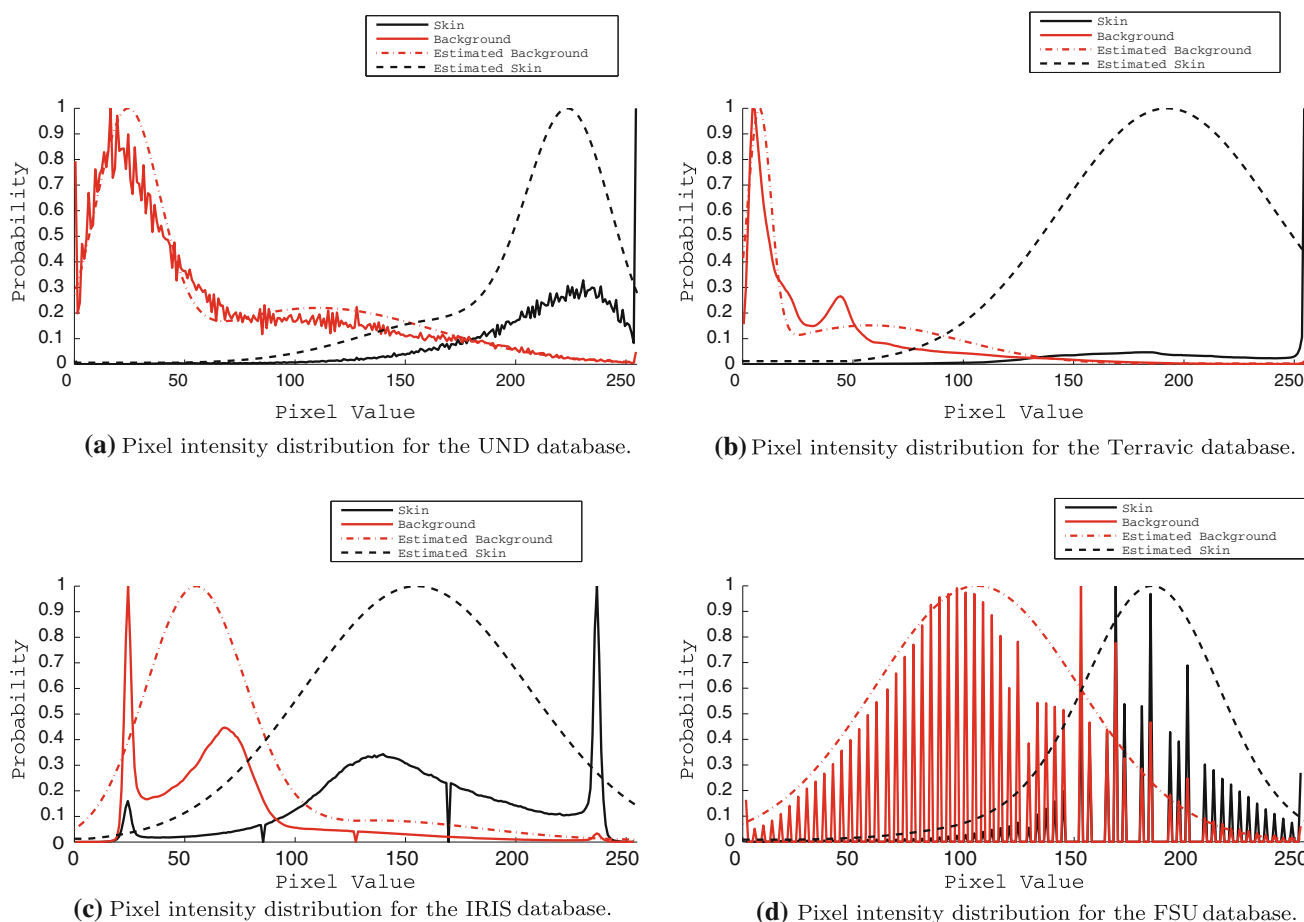 Skin
Background
Estimated Background
Estimated Skin
1
0.9
0.8
0.7
0.6
0.5
0.4
0.3
0.2
0.1
0
Probability
0 50 100 150 200 250
Pixel Value
(a) Pixel intensity distribution for the UND database.
Skin
Background
Estimated Background
Estimated Skin
1
0.9
0.8
0.7
0.6
0.5
0.4
0.3
0.2
0.1
0
Probability
0 50 100 150 200 250
Pixel Value
(b) Pixel intensity distribution for the Terravic database.
Skin
Background
Estimated Background
Estimated Skin
1
0.9
0.8
0.7
0.6
0.5
0.4
0.3
0.2
0.1
0
Probability
0 50 100 150 200 250
Pixel Value
(c) Pixel intensity distribution for the IRIS database.
Skin
Background
Estimated Background
Estimated Skin
1
0.9
0.8
0.7
0.6
0.5
0.4
0.3
0.2
0.1
0
Probability
0 50 100 150 200 250
Pixel Value
(d) Pixel intensity distribution for the FSU database.